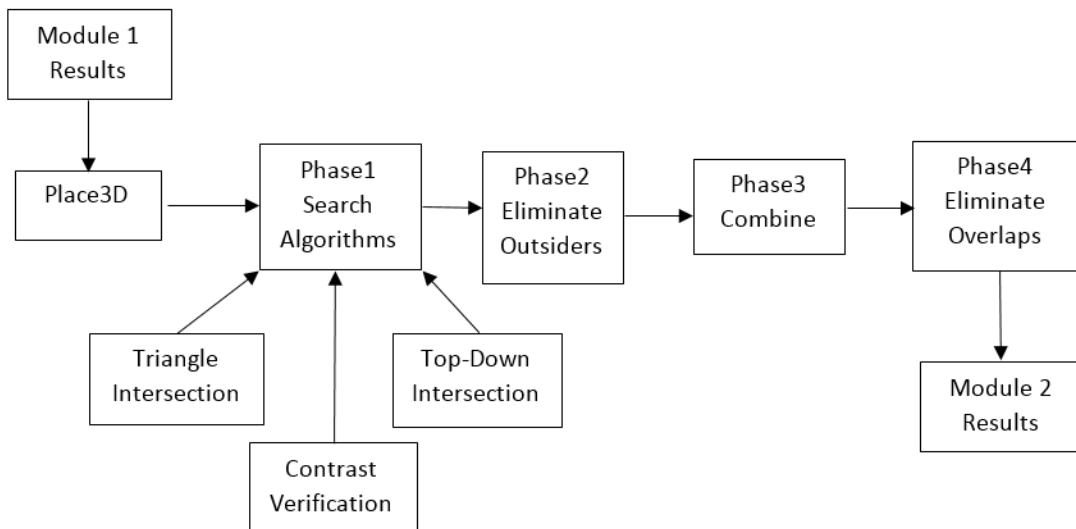 Module 1
Results
Place3D
Phase1
Search
Algorithms
Phase2
Eliminate
Outsiders
Phase3
Combine
Phase4
Eliminate
Overlaps
Triangle
Intersection
Contrast
Verification
Top-Down
Intersection
Module 2
Results